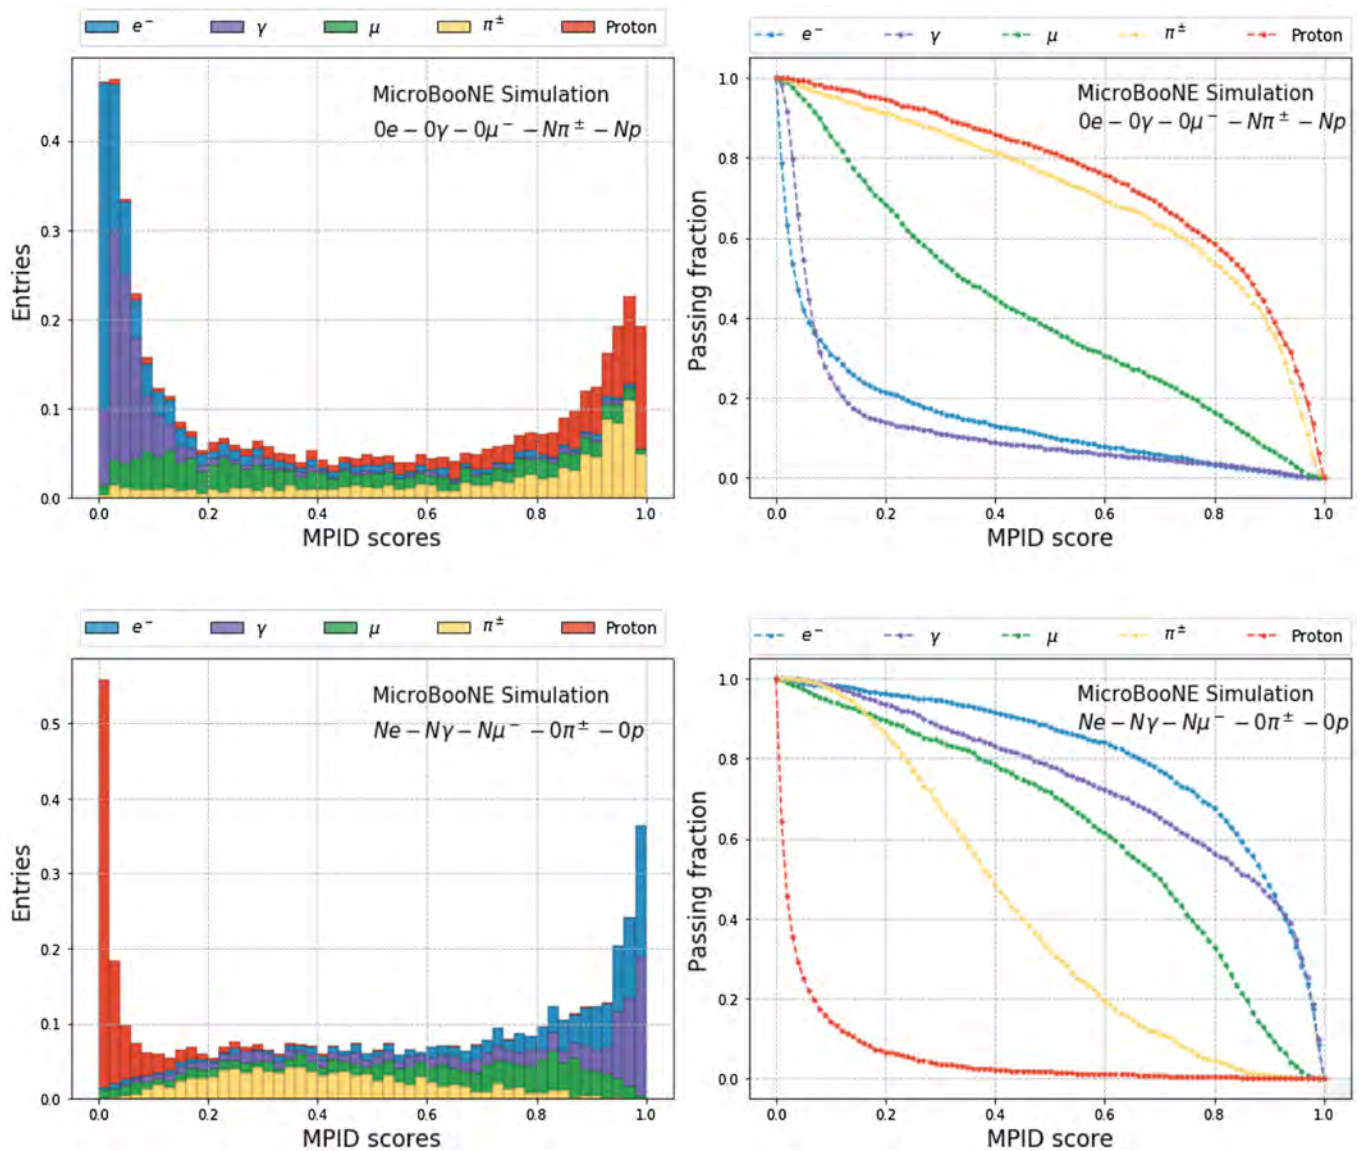 e⁻ γ μ π± Proton
MicroBooNE Simulation
0e − 0γ − 0μ⁻ − Nπ± − Np
Entries
0.4
0.3
0.2
0.1
0.0
0.0 0.2 0.4 0.6 0.8 1.0
MPID scores
e⁻ γ μ π± Proton
MicroBooNE Simulation
0e − 0γ − 0μ⁻ − Nπ± − Np
Passing fraction
1.0
0.8
0.6
0.4
0.2
0.0
0.0 0.2 0.4 0.6 0.8 1.0
MPID score
e⁻ γ μ π± Proton
MicroBooNE Simulation
Ne − Nγ − Nμ⁻ − 0π± − 0p
Entries
0.5
0.4
0.3
0.2
0.1
0.0
0.0 0.2 0.4 0.6 0.8 1.0
MPID scores
e⁻ γ μ π± Proton
MicroBooNE Simulation
Ne − Nγ − Nμ⁻ − 0π± − 0p
Passing fraction
1.0
0.8
0.6
0.4
0.2
0.0
0.0 0.2 0.4 0.6 0.8 1.0
MPID score